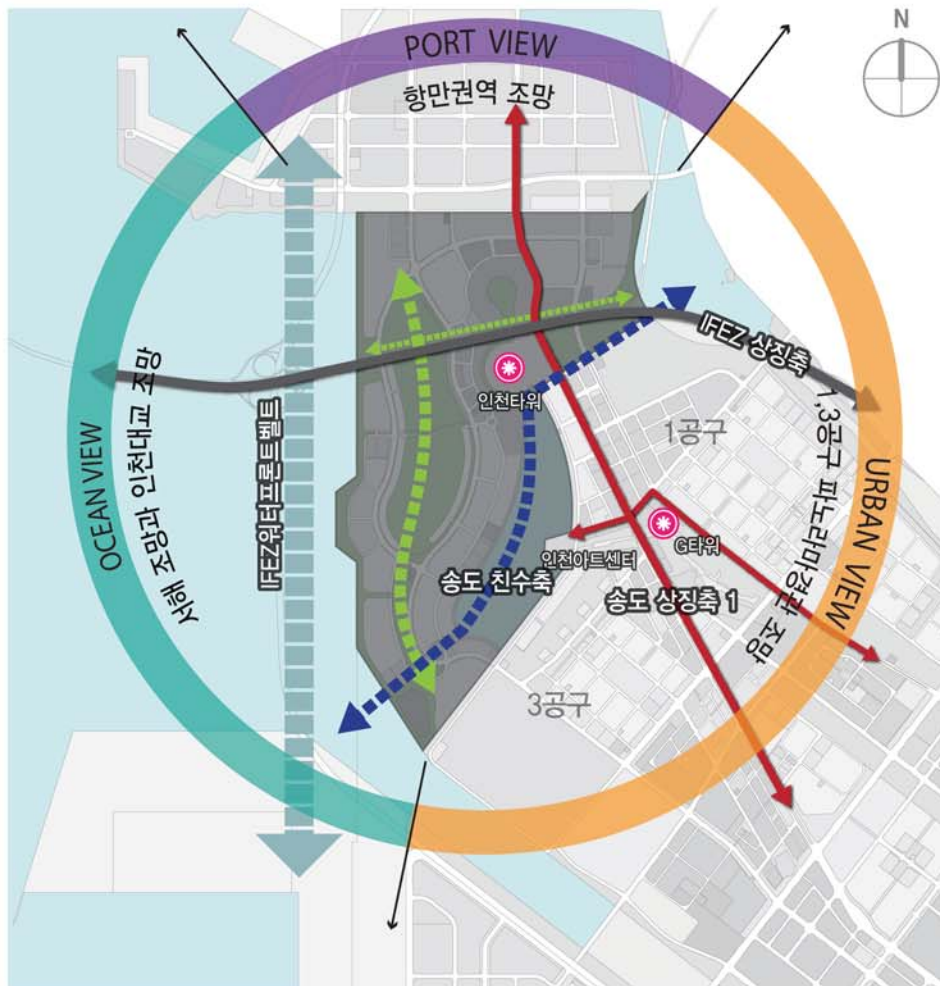 PORT VIEW
항만권역 조망
N
IFEZ 상징축
인천타워
1공구
OCEAN VIEW
서해 조망과 인천대교 조망
IFEZ워터프론트벨트
1,3공구 파노라마경관 조망
URBAN VIEW
G타워
인천아트센터
송도 친수축
송도 상징축 1
3공구